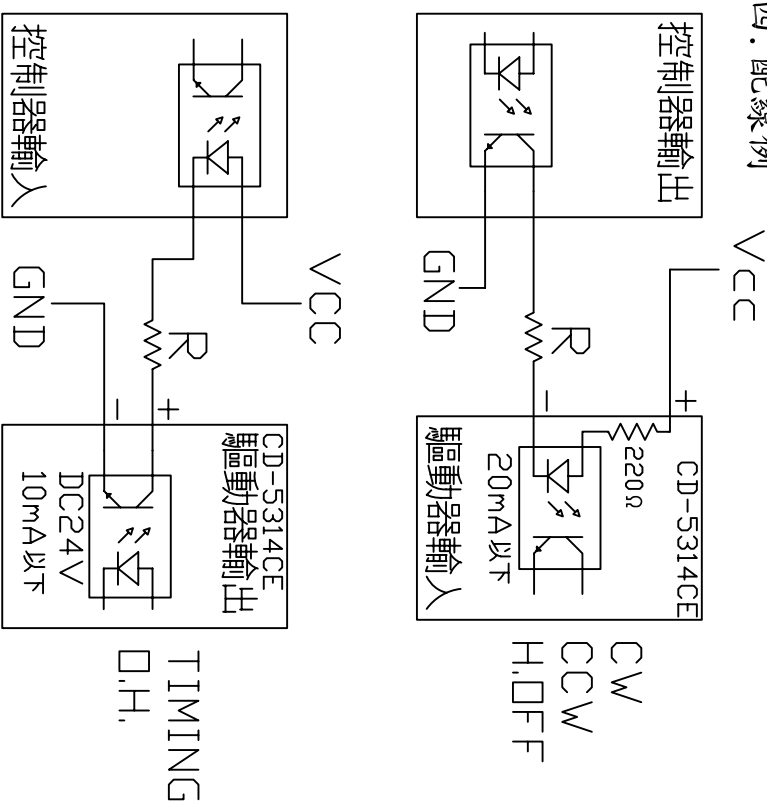 四.配線例
控制器輸出
Vcc
GND
R
+
-
220Ω
CD-5314CE
20mA以下
驅動器輸入
CW
CCW
H.OFF
控制器輸入
VCC
GND
R
+
-
CD-5314CE
驅動器輸出
DC24V
10mA以下
TIMING
O.H.